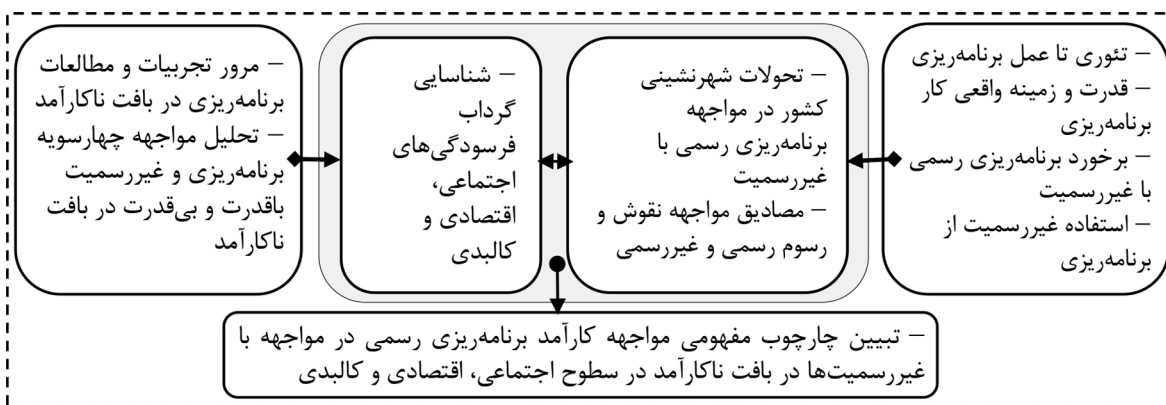 – تئوری تا عمل برنامه‌ریزی
– قدرت و زمینه واقعی کار
برنامه‌ریزی
– برخورد برنامه‌ریزی رسمی
با غیررسمیت
– استفاده غیررسمیت از
برنامه‌ریزی
– تحولات شهرنشینی
کشور در مواجهه
برنامه‌ریزی رسمی با
غیررسمیت
– مصادیق مواجهه نقوش و
رسوم رسمی و غیررسمی
– شناسایی
گرداب
فرسودگی‌های
اجتماعی،
اقتصادی و
کالبدی
– مرور تجربیات و مطالعات
برنامه‌ریزی در بافت ناکارآمد
– تحلیل مواجهه چهارسویه
برنامه‌ریزی و غیررسمیت
باقدرت و بی‌قدرت در بافت
ناکارآمد
– تبیین چارچوب مفهومی مواجهه کارآمد برنامه‌ریزی رسمی در مواجهه با
غیررسمیت‌ها در بافت ناکارآمد در سطوح اجتماعی، اقتصادی و کالبدی